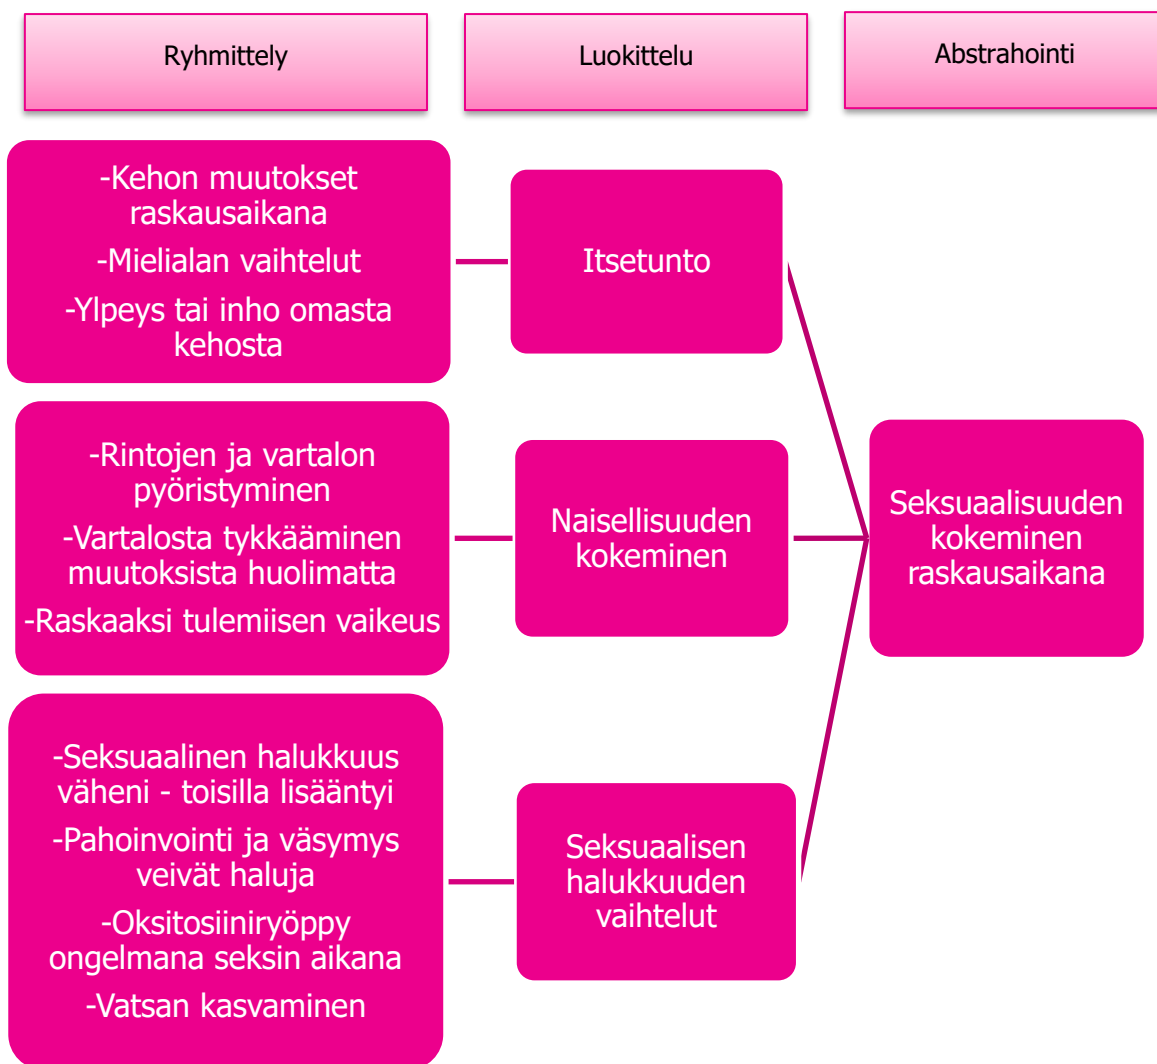 Ryhmittely
Luokittelu
Abstrahointi
-Kehon muutokset
raskausaikana
-Mielialan vaihtelut
-Ylpeys tai inho omasta
kehosta
Itsetunto
-Rintojen ja vartalon
pyöristyminen
-Vartalosta tykkääminen
muutoksista huolimatta
-Raskaaksi tulemiisen vaikeus
Naisellisuuden
kokeminen
Seksuaalisuuden
kokeminen
raskausaikana
-Seksuaalinen halukkuus
väheni - toisilla lisääntyi
-Pahoinvointi ja väsymys
veivät haluja
-Oksitosiiniryöppy
ongelmana seksin aikana
-Vatsan kasvaminen
Seksuaalisen
halukkuuden
vaihtelut